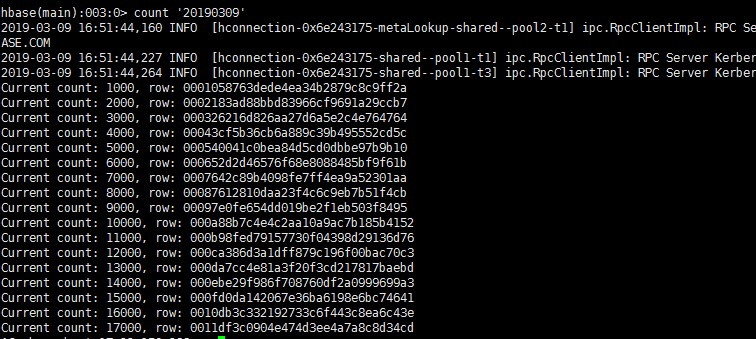 hbase(main):003:0> count '20190309'
2019-03-09 16:51:44,160 INFO  [hconnection-0x6e243175-metaLookup-shared--pool2-t1] ipc.RpcClientImpl: RPC Se
ASE.COM
2019-03-09 16:51:44,227 INFO  [hconnection-0x6e243175-shared--pool1-t1] ipc.RpcClientImpl: RPC Server Kerber
2019-03-09 16:51:44,264 INFO  [hconnection-0x6e243175-shared--pool1-t3] ipc.RpcClientImpl: RPC Server Kerber
Current count: 1000, row: 0001058763dede4ea34b2879c8c9ff2a
Current count: 2000, row: 0002183ad88bbd83966cf9691a29ccb7
Current count: 3000, row: 000326216d826aa27d6a5e2c4e764764
Current count: 4000, row: 00043cf5b36cb6a889c39b495552cd5c
Current count: 5000, row: 000540041c0bea84d5cd0dbbe97b9b10
Current count: 6000, row: 000652d2d46576f68e8088485bf9f61b
Current count: 7000, row: 0007642c89b4098fe7ff4ea9a52301aa
Current count: 8000, row: 00087612810daa23f4c6c9eb7b51f4cb
Current count: 9000, row: 00097e0fe654dd019be2f1eb503f8495
Current count: 10000, row: 000a88b7c4e4c2aa10a9ac7b185b4152
Current count: 11000, row: 000b98fed79157730f04398d29136d76
Current count: 12000, row: 000ca386d3a1dff879c196f00bac70c3
Current count: 13000, row: 000da7cc4e81a3f20f3cd217817baebd
Current count: 14000, row: 000ebe29f986f708760df2a0999699a3
Current count: 15000, row: 000fd0da142067e36ba6198e6bc74641
Current count: 16000, row: 0010db3c332192733c6f443c8ea6c43e
Current count: 17000, row: 0011df3c0904e474d3ee4a7a8c8d34cd